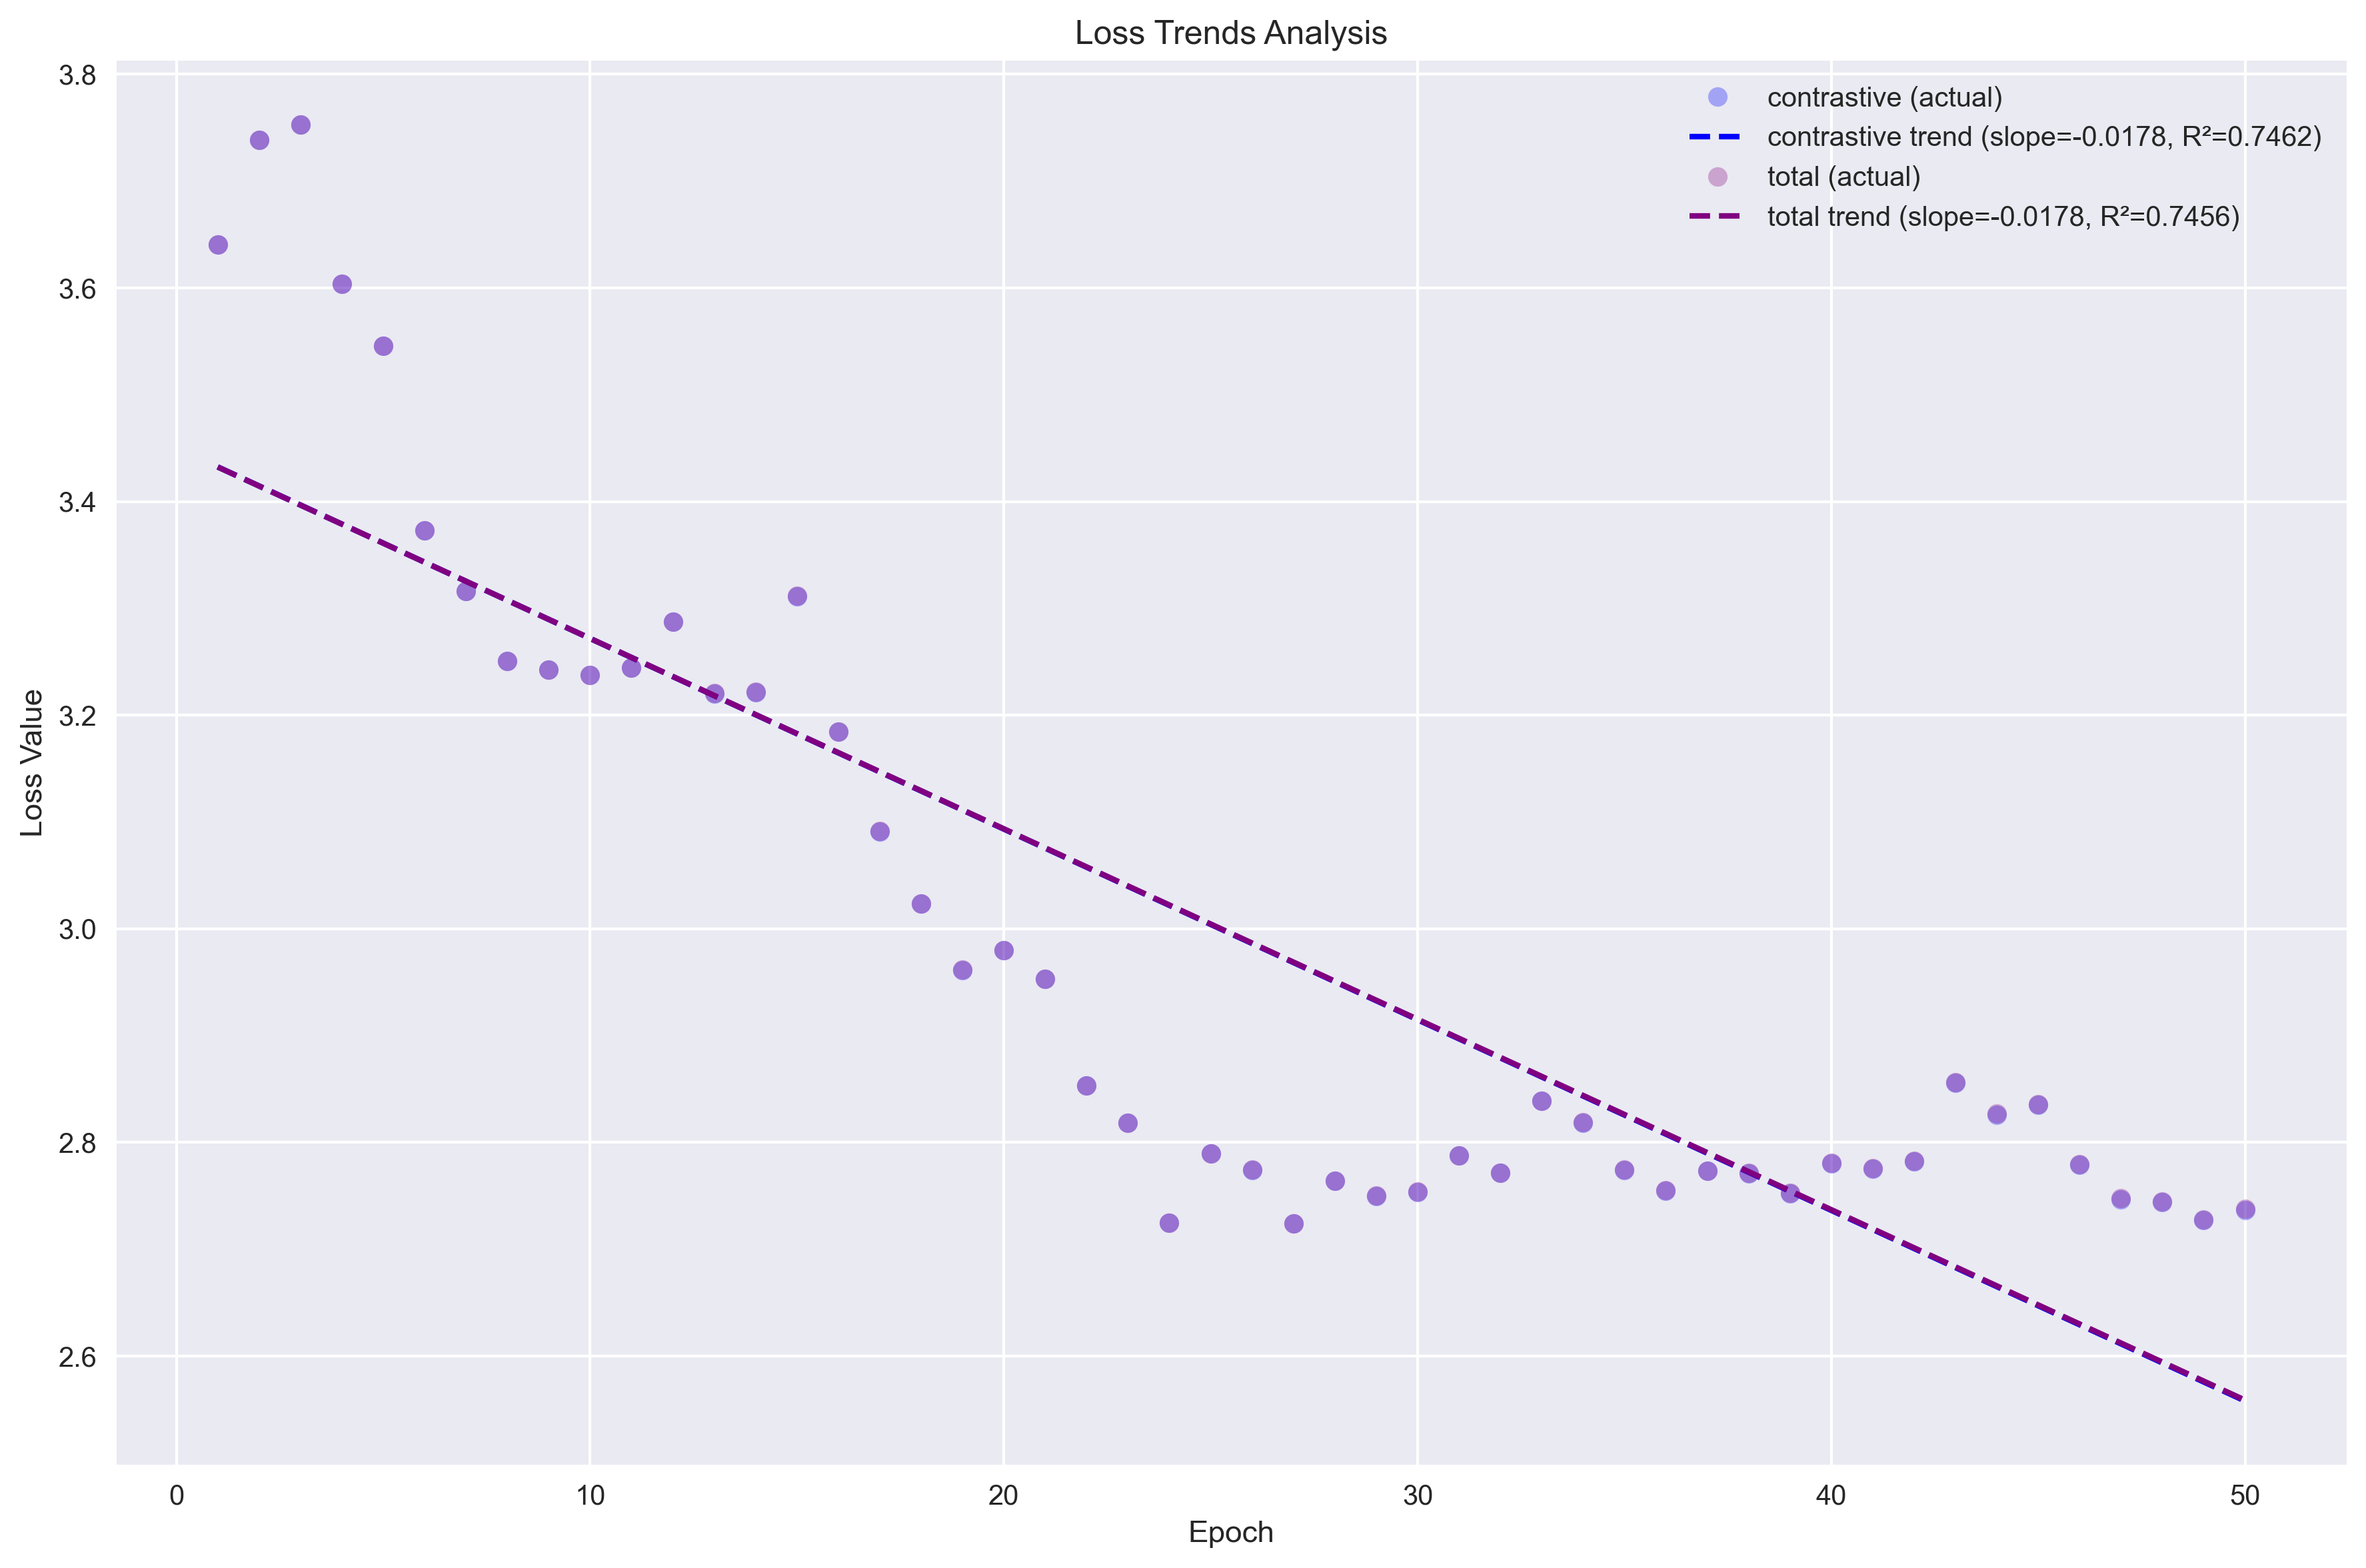 Loss Trends Analysis
contrastive (actual)
contrastive trend (slope=-0.0178, R²=0.7462)
total (actual)
total trend (slope=-0.0178, R²=0.7456)
3.8
3.6
3.4
3.2
3.0
2.8
2.6
Loss Value
0 10 20 30 40 50
Epoch